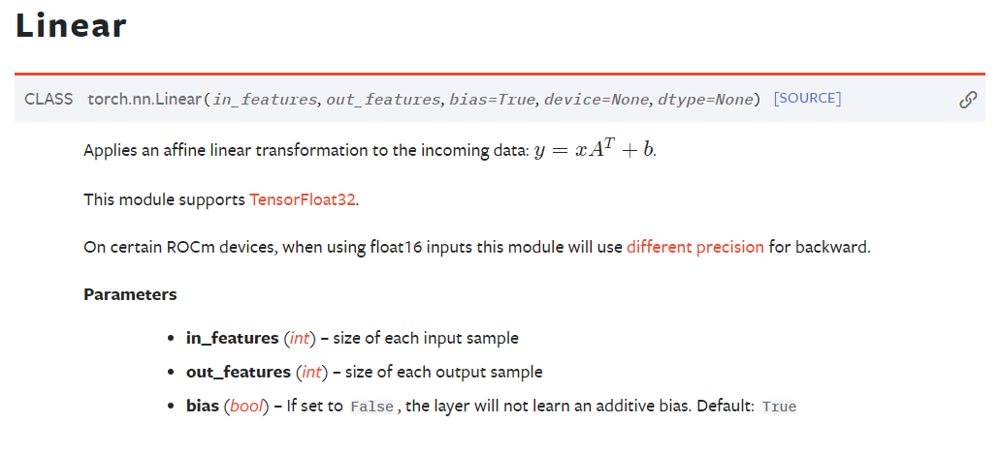 Linear
CLASS torch.nn.Linear(in_features, out_features, bias=True, device=None, dtype=None) [SOURCE]
Applies an affine linear transformation to the incoming data: y = xA^T + b.
This module supports TensorFloat32.
On certain ROCm devices, when using float16 inputs this module will use different precision for backward.
Parameters
• in_features (int) – size of each input sample
• out_features (int) – size of each output sample
• bias (bool) – If set to False, the layer will not learn an additive bias. Default: True